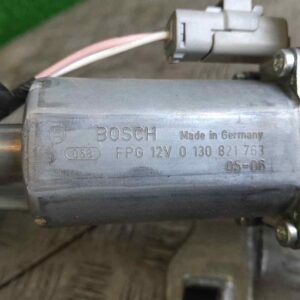 BOSCH Made in Germany
FPG 12V 0 130 821 763
05-06